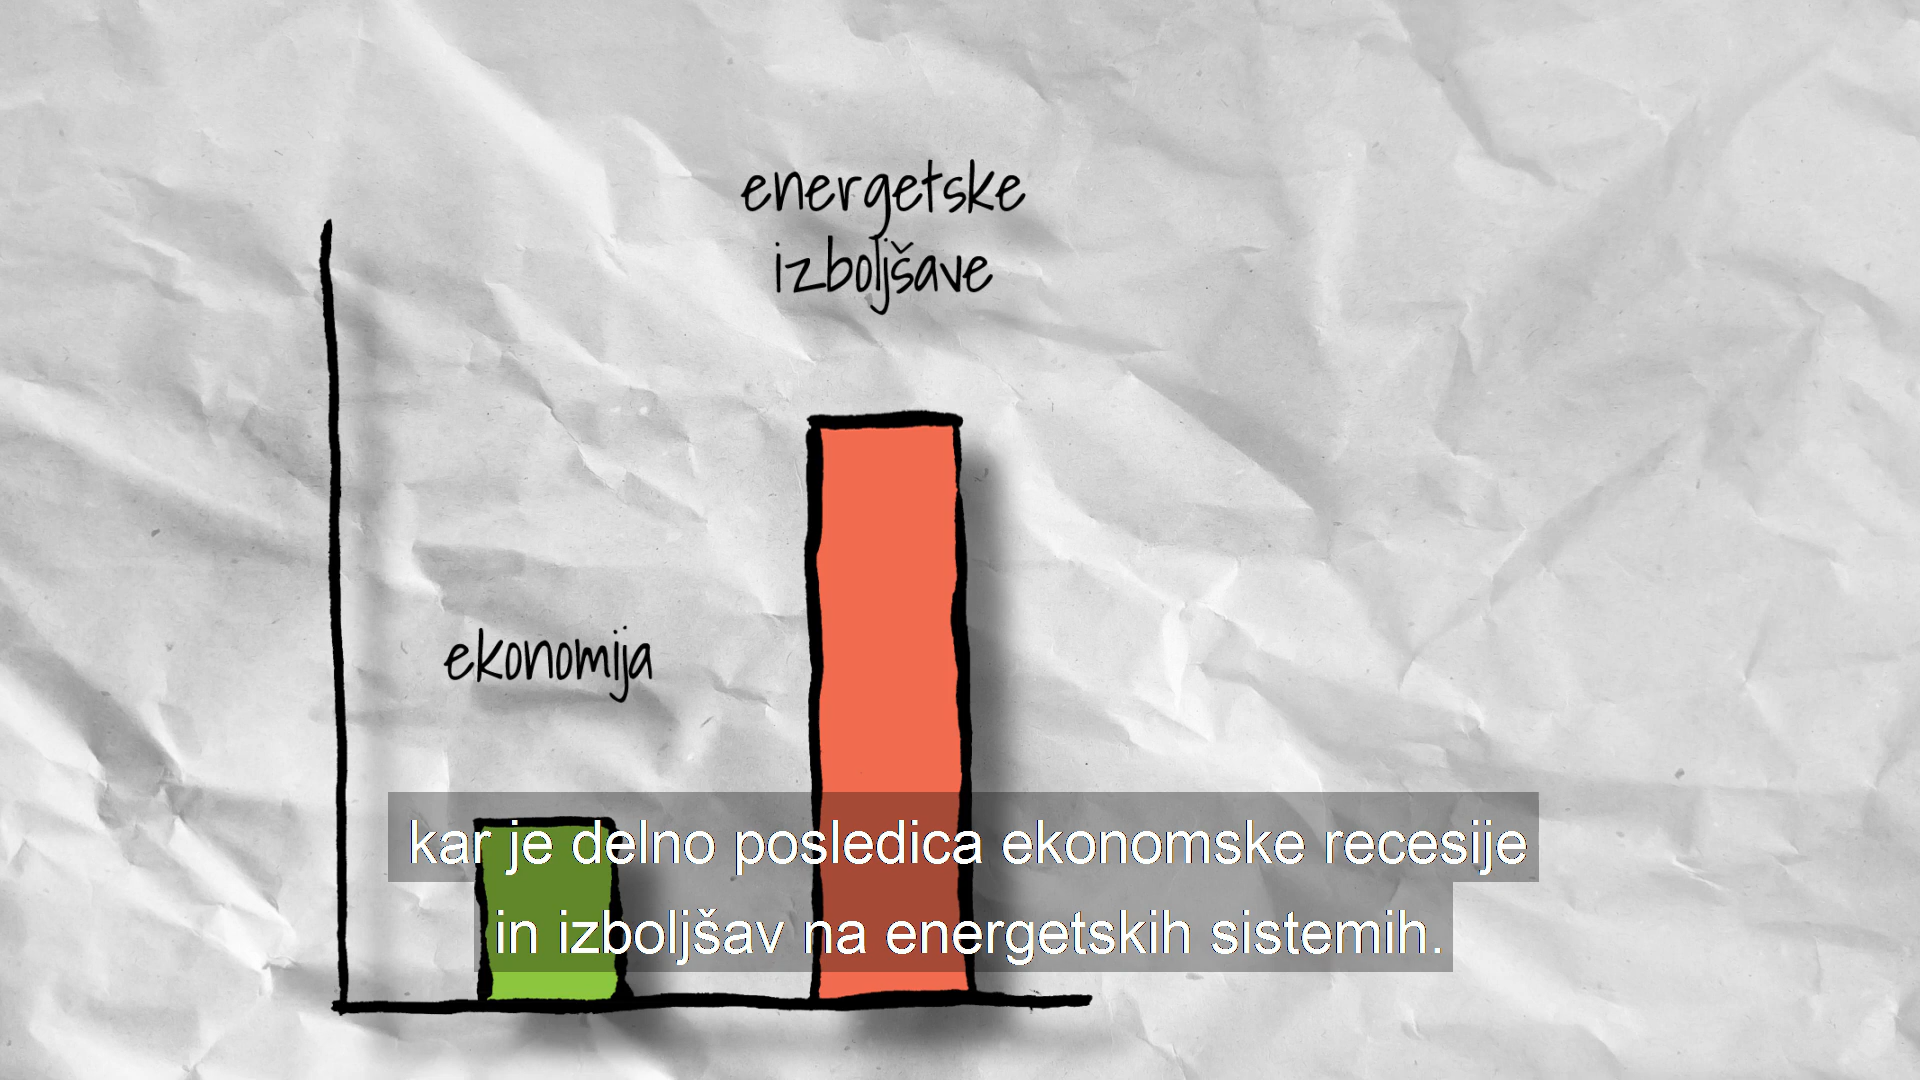 energetske
izboljšave
ekonomija
kar je delno posledica ekonomske recesije
in izboljšav na energetskih sistemih.